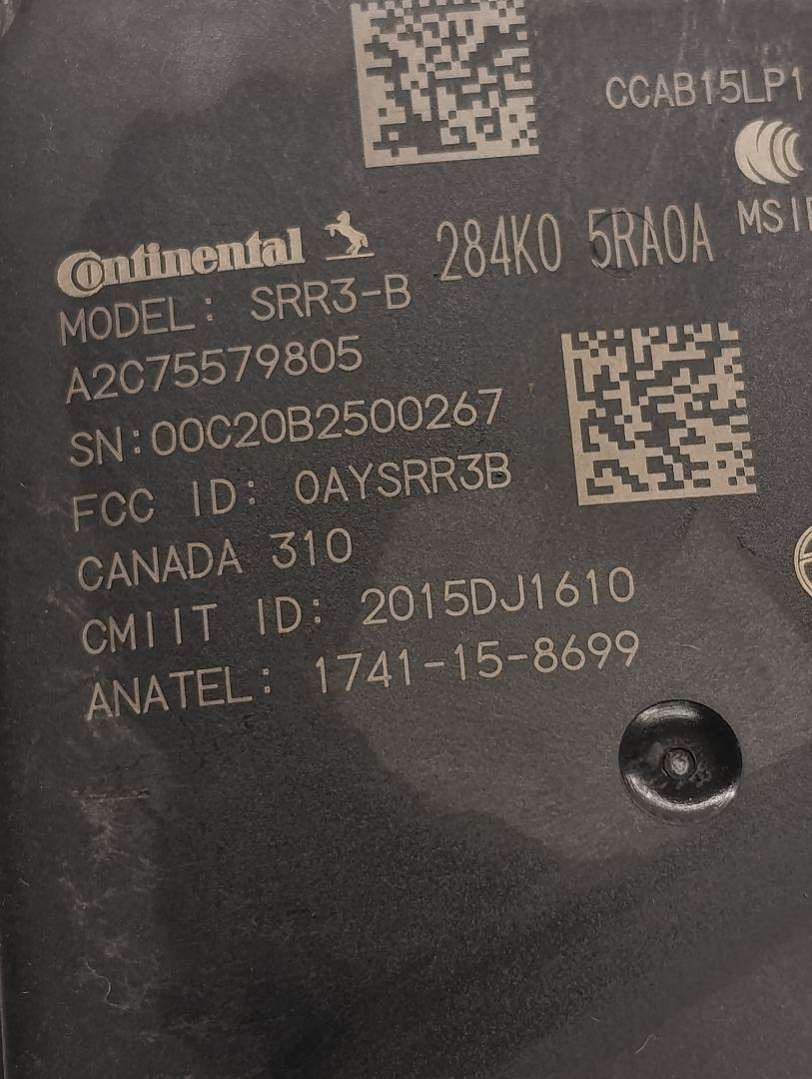 CCAB15LP1
Continental
284K0 5RA0A
MSI
MODEL: SRR3-B
A2C75579805
SN:00C20B2500267
FCC ID: OAYSRR3B
CANADA 310
CMIIT ID: 2015DJ1610
ANATEL: 1741-15-8699